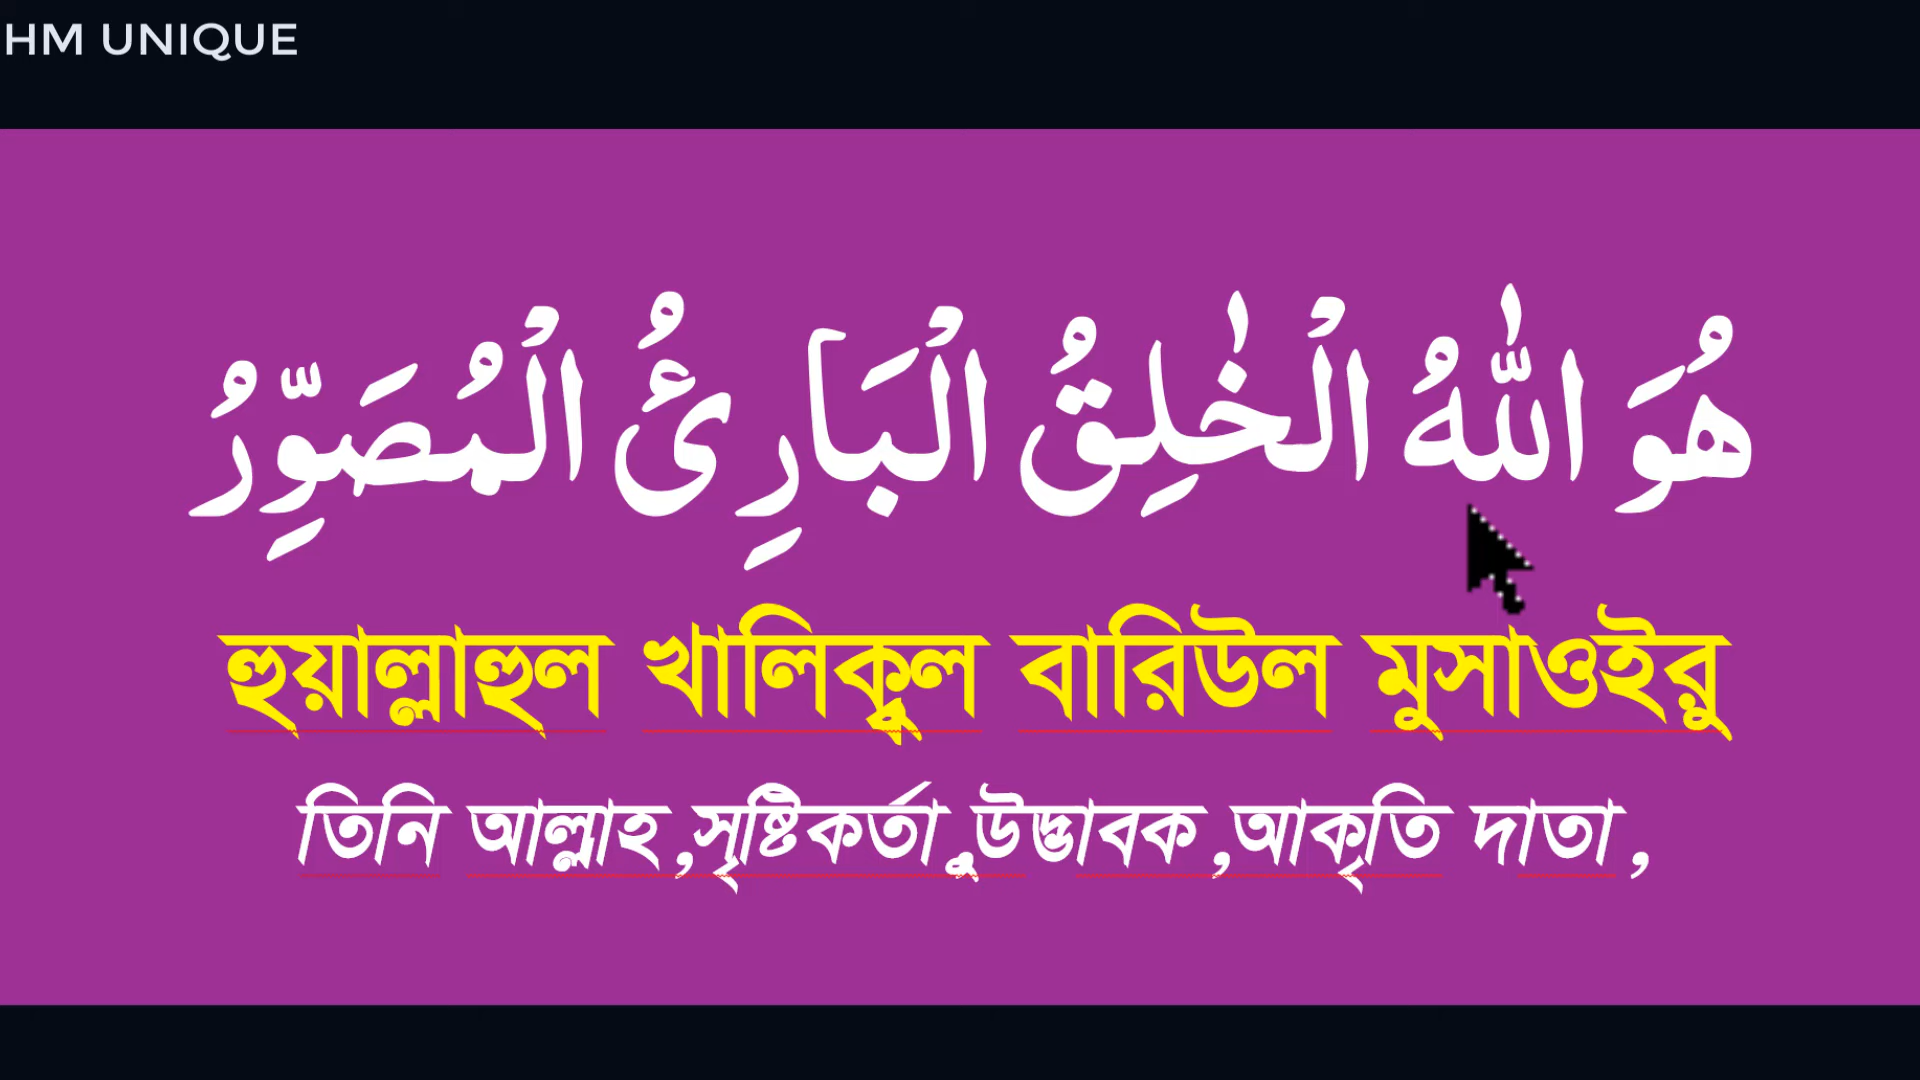 HM UNIQUE
هُوَ اللّٰهُ الْخٰلِقُ الْبَارِئُ الْمُصَوِّرُ
হুয়াল্লাহুল খালিকুল বারিউল মুসাওইরু
তিনি আল্লাহ ,সৃষ্টিকর্তা ,উদ্ভাবক ,আকৃতি দাতা ,